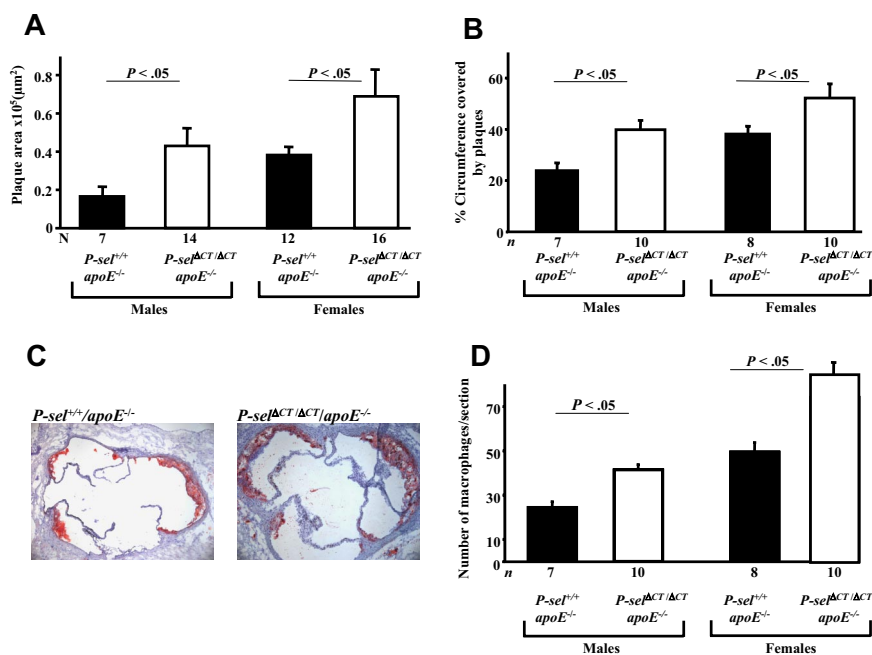 A
Plaque area x10⁵(µm²)
0.8
0.6
0.4
0.2
0
P < .05
P < .05
N 7 14 12 16
P-sel+/+ P-selΔCT/ΔCT P-sel+/+ P-selΔCT/ΔCT
apoE-/- apoE-/- apoE-/- apoE-/-
Males Females
B
% Circumference covered
by plaques
60
40
20
0
P < .05
P < .05
n 7 10 8 10
P-sel+/+ P-selΔCT/ΔCT P-sel+/+ P-selΔCT/ΔCT
apoE-/- apoE-/- apoE-/- apoE-/-
Males Females
C
P-sel+/+/apoE-/- P-selΔCT/ΔCT/apoE-/-
D
Number of macrophages/section
70
50
30
10
0
P < .05
P < .05
n 7 10 8 10
P-sel+/+ P-selΔCT/ΔCT P-sel+/+ P-selΔCT/ΔCT
apoE-/- apoE-/- apoE-/- apoE-/-
Males Females